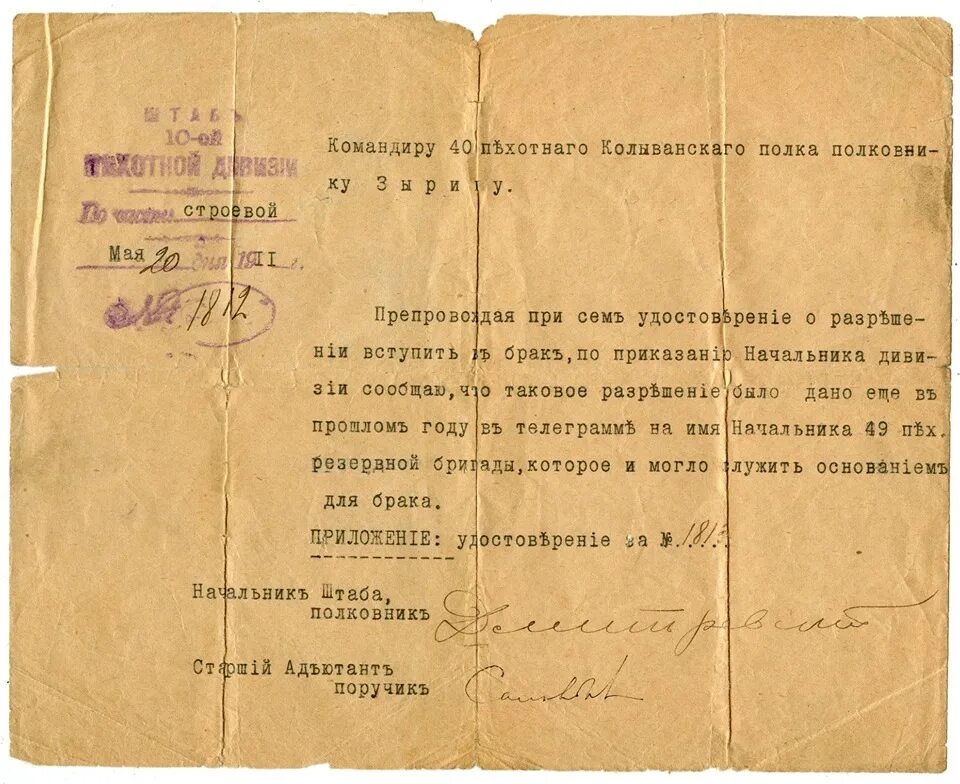 ШТАБЪ
10-ой
ПѢХОТНОЙ ДИВИЗІИ
По части строевой
Мая 20 дня 1911 г.
№ 1812
Командиру 40 пѣхотнаго Колыванскаго полка полковни-
ку Зырину.
Препровождая при семъ удостовѣреніе о разрѣше-
ніи вступить въ бракъ,по приказанію Начальника диви-
зіи сообщаю,что таковое разрѣшеніе было дано еще въ
прошломъ году въ телеграммѣ на имя Начальника 49 пѣх.
резервной бригады,которое и могло служить основаніемъ
для брака.
ПРИЛОЖЕНІЕ: удостовѣреніе за № 1813
Начальникъ Штаба,
полковникъ Дмитревскій
Старшій Адъютантъ
поручикъ